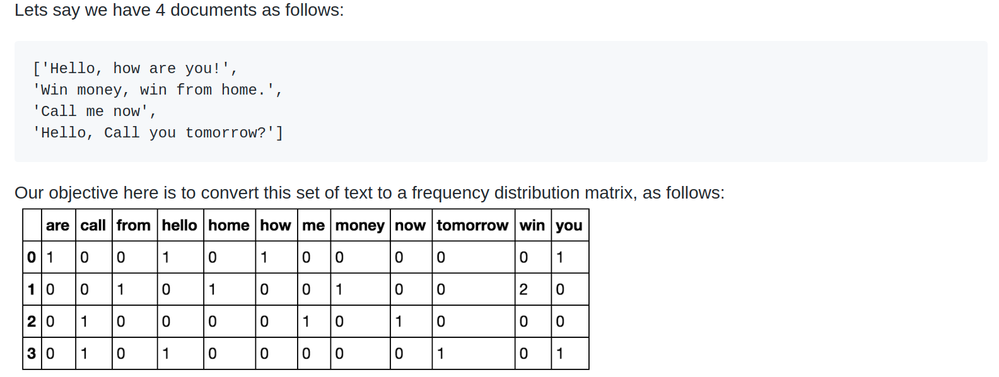 Lets say we have 4 documents as follows:
['Hello, how are you!',
'Win money, win from home.',
'Call me now',
'Hello, Call you tomorrow?']
Our objective here is to convert this set of text to a frequency distribution matrix, as follows:
are call from hello home how me money now tomorrow win you
0 1 0 0 1 0 1 0 0 0 0 0 1
1 0 0 1 0 1 0 0 1 0 0 2 0
2 0 1 0 0 0 0 1 0 1 0 0 0
3 0 1 0 1 0 0 0 0 0 1 0 1